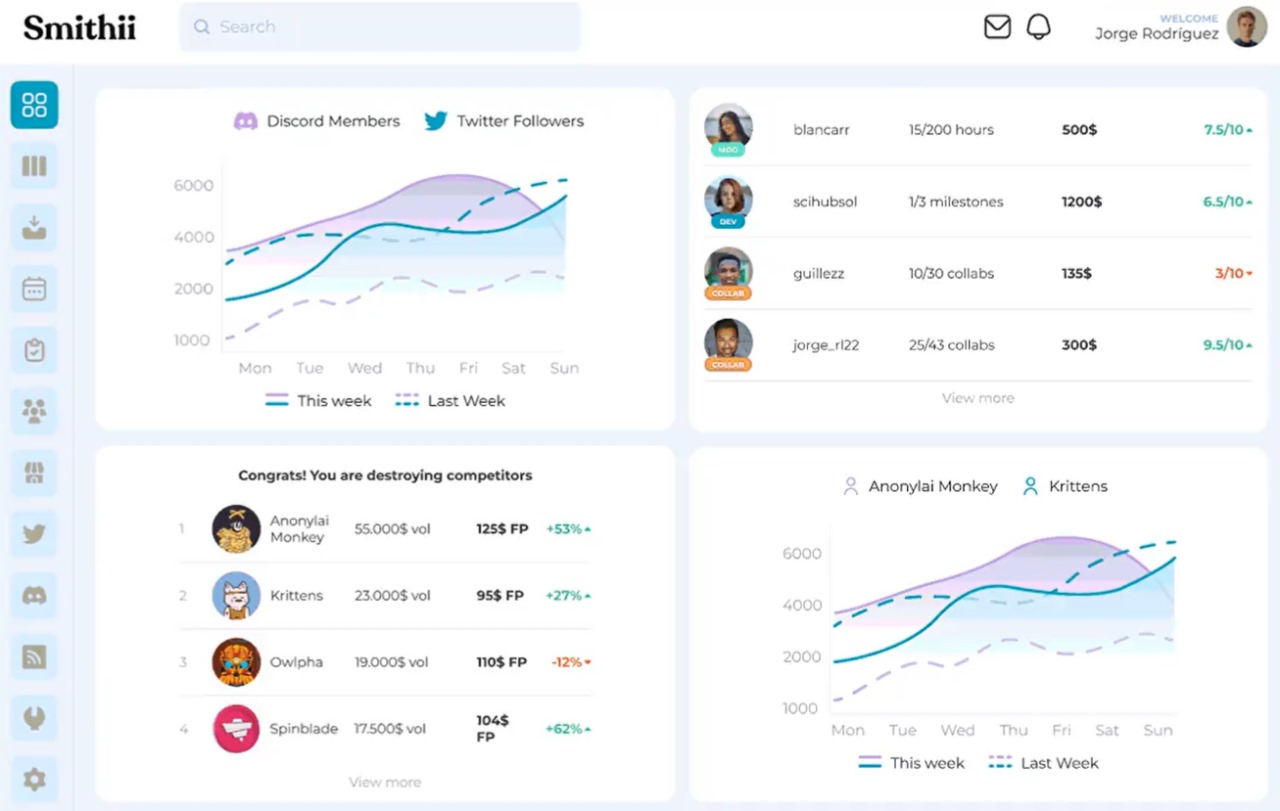 Smithii
Search
WELCOME
Jorge Rodríguez
Discord Members Twitter Followers
6000
4000
2000
1000
Mon Tue Wed Thu Fri Sat Sun
This week Last Week
MOD
blancarr 15/200 hours 500$ 7.5/10
DEV
scihubsol 1/3 milestones 1200$ 6.5/10
COLLAB
guillezz 10/30 collabs 135$ 3/10
COLLAB
jorge_rl22 25/43 collabs 300$ 9.5/10
View more
Congrats! You are destroying competitors
1 Anonylai Monkey 55.000$ vol 125$ FP +53%
2 Krittens 23.000$ vol 95$ FP +27%
3 Owlpha 19.000$ vol 110$ FP -12%
4 Spinblade 17.500$ vol 104$ FP +62%
View more
Anonylai Monkey Krittens
6000
4000
2000
1000
Mon Tue Wed Thu Fri Sat Sun
This week Last Week